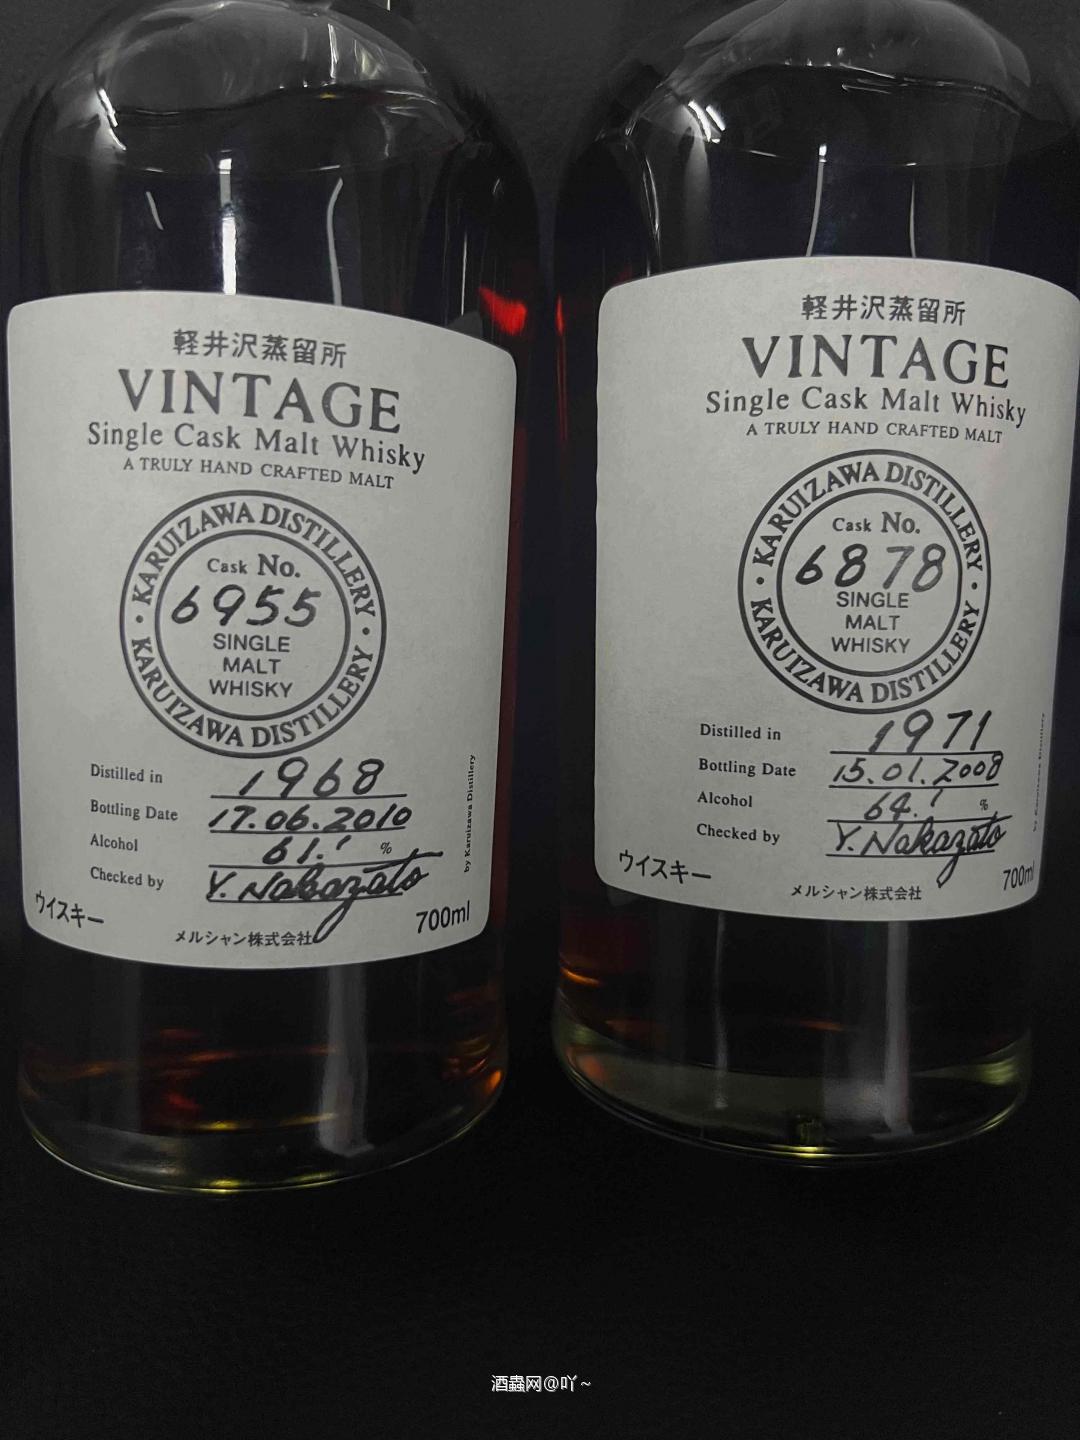 軽井沢蒸留所
VINTAGE
Single Cask Malt Whisky
A TRULY HAND CRAFTED MALT
KARUIZAWA DISTILLERY
Cask No.
6955
SINGLE
MALT
WHISKY
KARUIZAWA DISTILLERY
Distilled in 1968
Bottling Date 17.06.2010
Alcohol 61.1 %
Checked by Y. Nakazato
by Karuizawa Distillery
ウイスキー
メルシャン株式会社
700ml
軽井沢蒸留所
VINTAGE
Single Cask Malt Whisky
A TRULY HAND CRAFTED MALT
KARUIZAWA DISTILLERY
Cask No.
6878
SINGLE
MALT
WHISKY
KARUIZAWA DISTILLERY
Distilled in 1971
Bottling Date 15.01.2008
Alcohol 64.1 %
Checked by Y. Nakazato
by Karuizawa Distillery
ウイスキー
メルシャン株式会社
700ml
酒蟲网@吖~